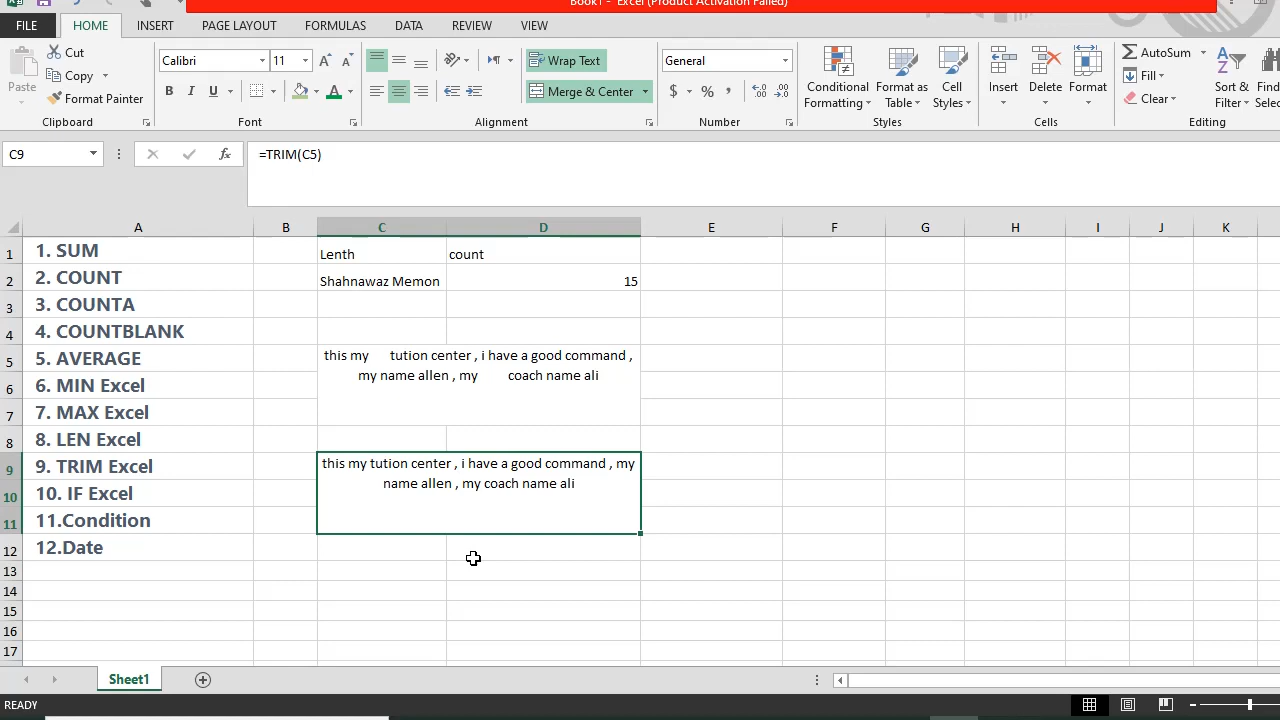 Book1 - Excel (Product Activation Failed)
FILE HOME INSERT PAGE LAYOUT FORMULAS DATA REVIEW VIEW
Cut
Copy
Format Painter
Paste
Clipboard
Calibri 11
B I U
Font
Wrap Text
Merge & Center
Alignment
General
$ % ,
Number
Conditional Formatting
Format as Table
Cell Styles
Styles
Insert Delete Format
Cells
AutoSum
Fill
Clear
Sort & Filter
Editing
C9 fx =TRIM(C5)
A B C D E F G H I J K
1 1. SUM Lenth count
2 2. COUNT Shahnawaz Memon 15
3 3. COUNTA
4 4. COUNTBLANK
5 5. AVERAGE this my tution center , i have a good command ,
6 6. MIN Excel my name allen , my coach name ali
7 7. MAX Excel
8 8. LEN Excel
9 9. TRIM Excel this my tution center , i have a good command , my
10 10. IF Excel name allen , my coach name ali
11 11.Condition
12 12.Date
13
14
15
16
17
Sheet1
READY